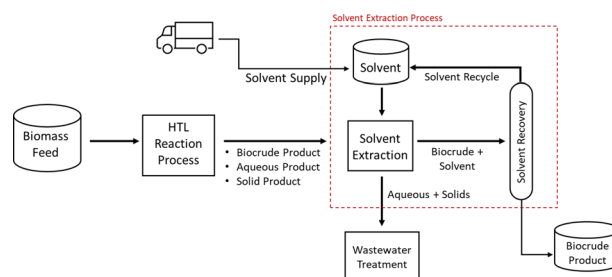 Solvent Extraction Process
Solvent
Solvent Supply
Solvent Recycle
Biomass
Feed
HTL
Reaction
Process
• Biocrude Product
• Aqueous Product
• Solid Product
Solvent
Extraction
Biocrude +
Solvent
Solvent Recovery
Aqueous + Solids
Wastewater
Treatment
Biocrude
Product